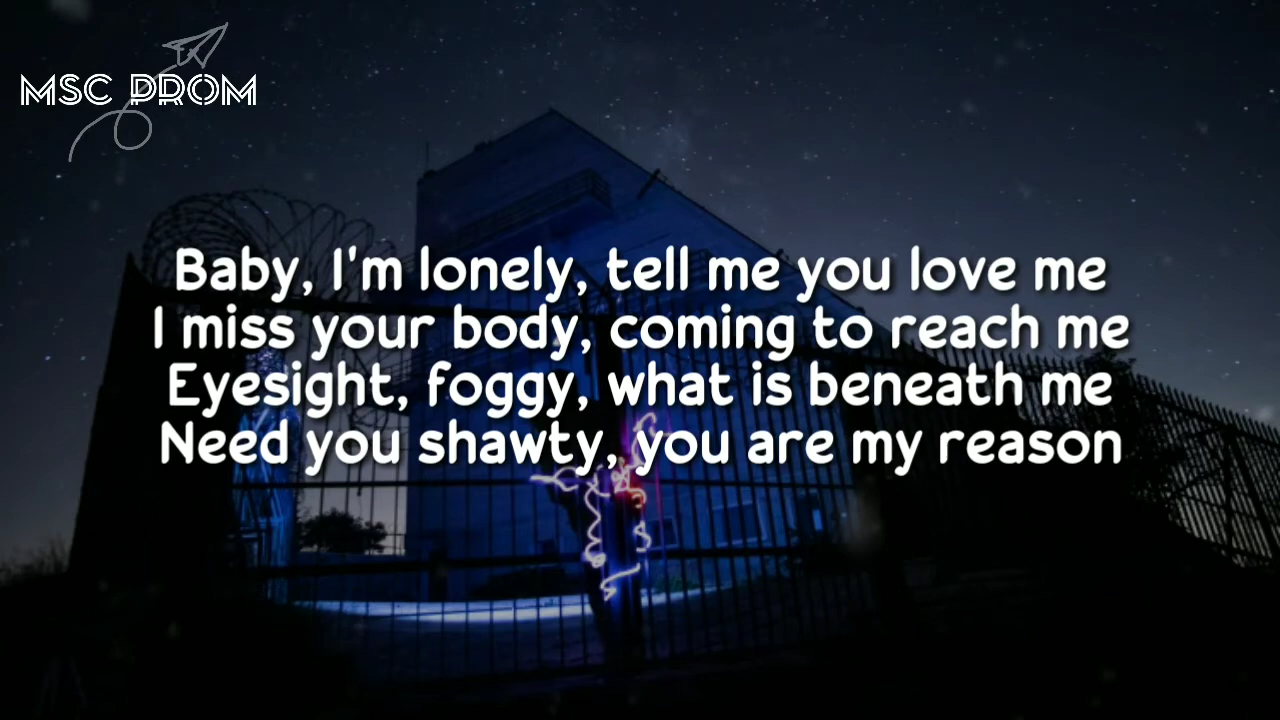 MSC PROM
Baby, I'm lonely, tell me you love me
I miss your body, coming to reach me
Eyesight, foggy, what is beneath me
Need you shawty, you are my reason